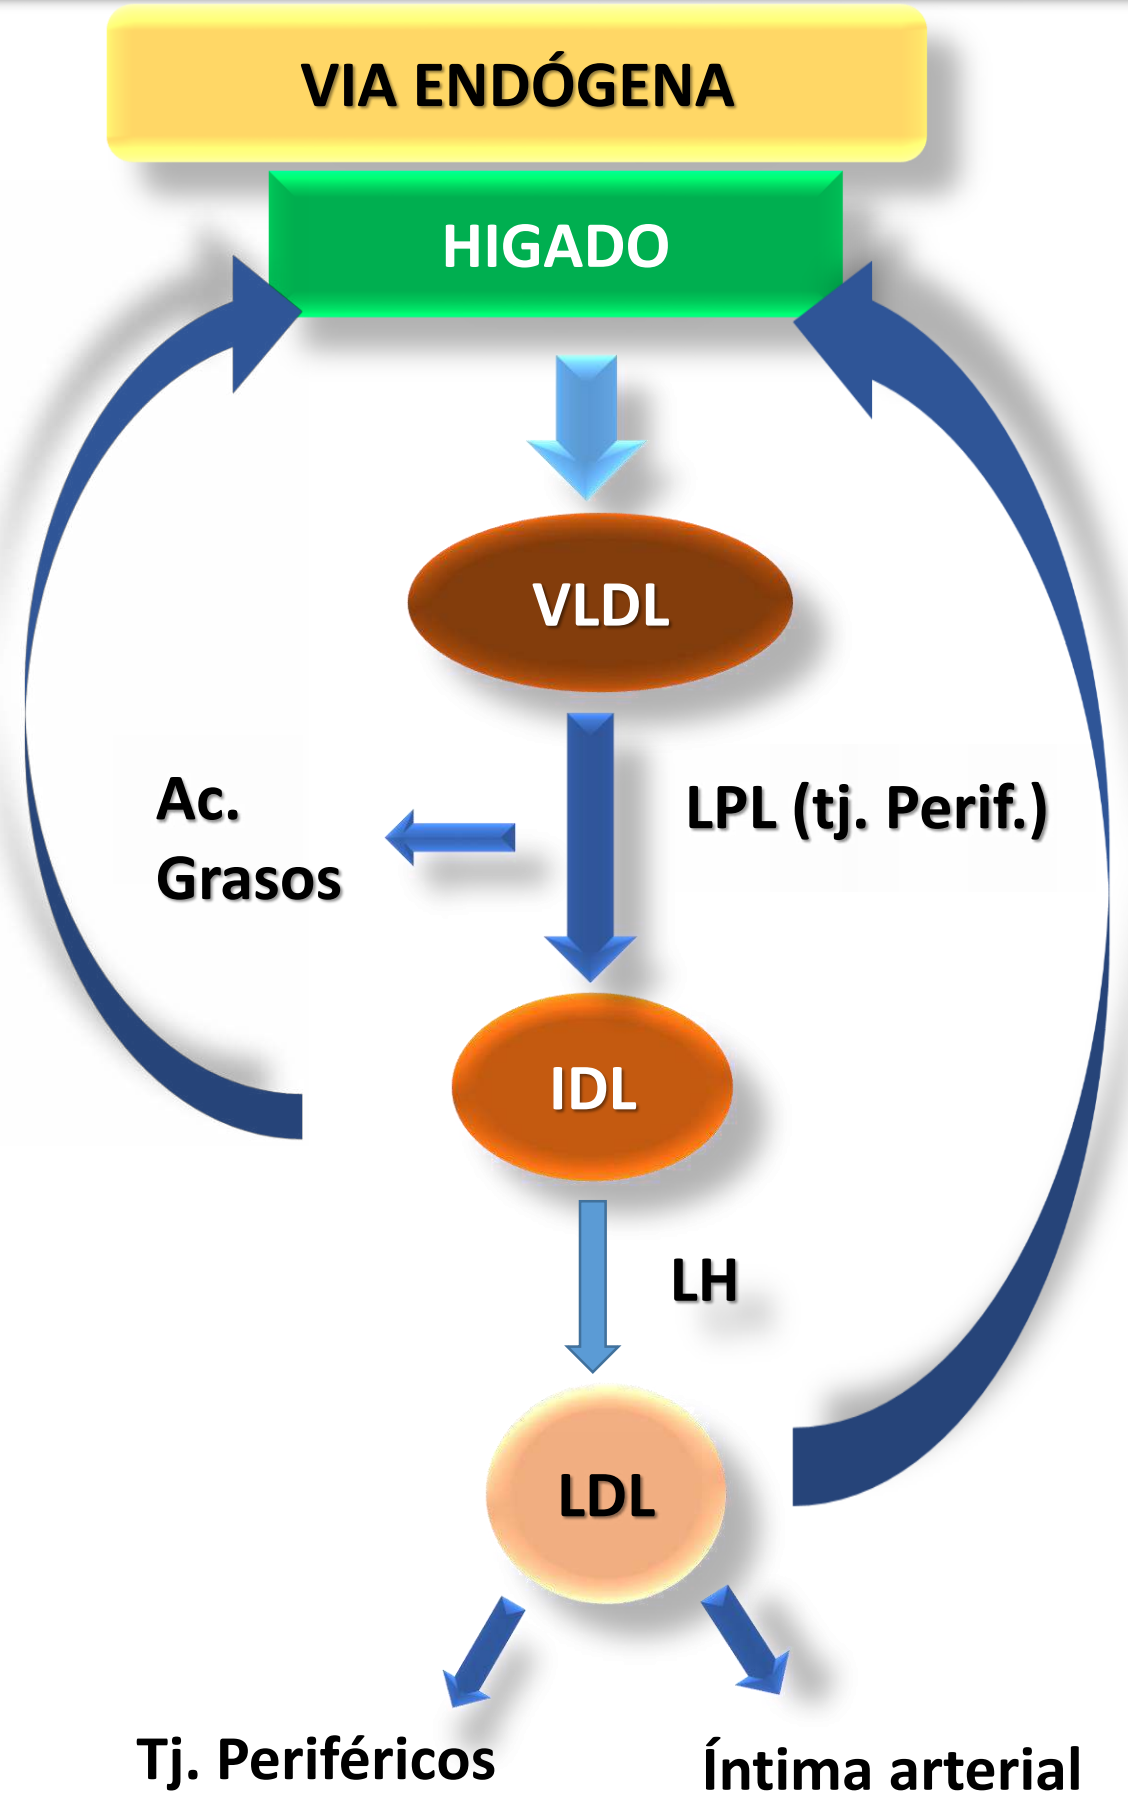 VIA ENDÓGENA
HIGADO
VLDL
Ac.
Grasos
LPL (tj. Perif.)
IDL
LH
LDL
Tj. Periféricos
Íntima arterial